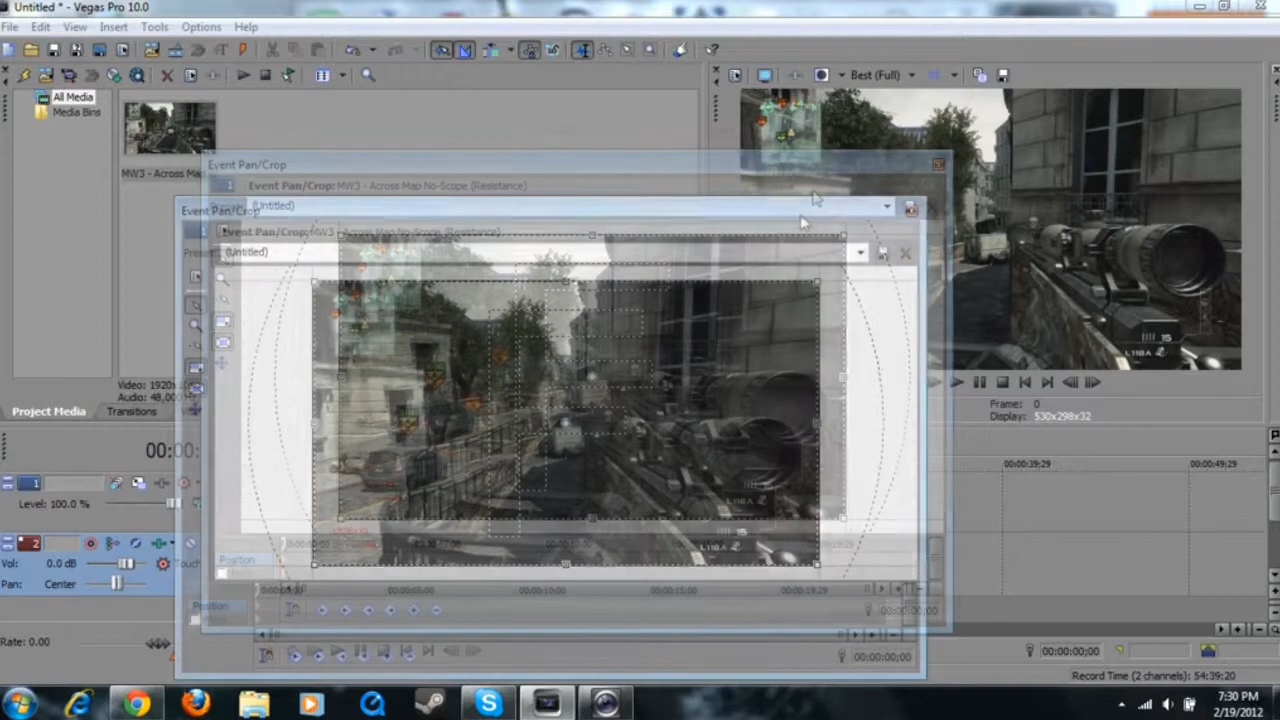 Untitled * - Vegas Pro 10.0
File Edit View Insert Tools Options Help
Best (Full)
All Media
Media Bins
MW3 - Across Map
Event Pan/Crop
Event Pan/Crop: MW3 - Across Map No-Scope (Resistance)
(Untitled)
Event Pan/Crop
Event Pan/Crop: MW3 - Across Map No-Scope (Resistance)
Preset: (Untitled)
15
L118A
15
L118A
L118A
Video: 1920x
Audio: 48,000
Project Media Transitions
Frame: 0
Display: 530x298x32
00:00:
1
Level: 100.0 %
2
Vol: 0.0 dB
Touch
Pan: Center
Rate: 0.00
00:00:39;29 00:00:49;29
Position
00:00:05:00 00:00:10:00 00:00:15:00 00:00:19:29
Position
00:00:00;00
00:00:00;00
00:00:00;00
Record Time (2 channels): 54:39:20
7:30 PM
2/19/2012